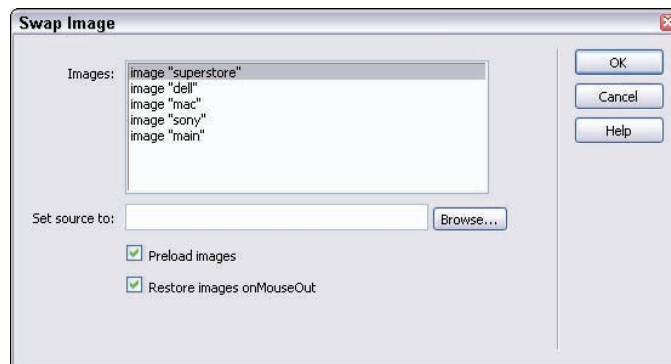 Swap Image
Images:
image "superstore"
image "dell"
image "mac"
image "sony"
image "main"
Set source to:
Browse...
Preload images
Restore images onMouseOut
OK
Cancel
Help